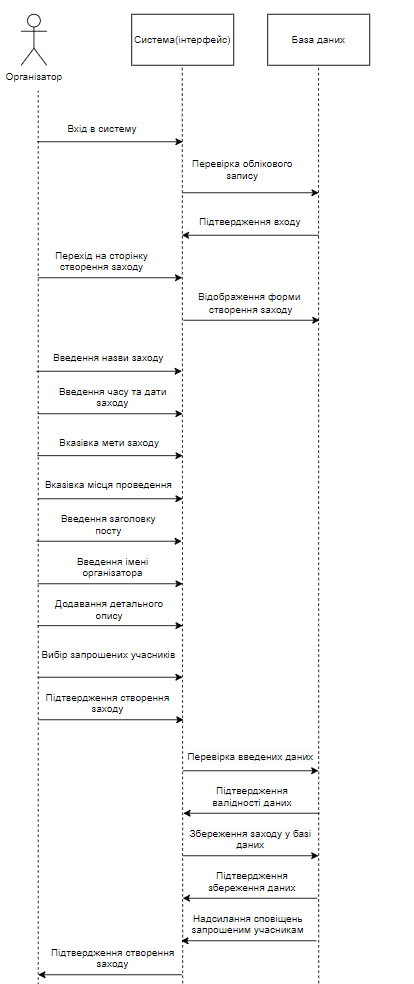 Система(інтерфейс)
База даних
Організатор
Вхід в систему
Перевірка облікового
запису
Підтвердження входу
Перехід на сторінку
створення заходу
Відображення форми
створення заходу
Введення назви заходу
Введення часу та дати
заходу
Вказівка мети заходу
Вказівка місця проведення
Введення заголовку
посту
Введення імені
організатора
Додавання детального
опису
Вибір запрошених учасників
Підтвердження створення
заходу
Перевірка введених даних
Підтвердження
валідності даних
Збереження заходу у базі
даних
Підтвердження
збереження даних
Надсилання сповіщень
запрошеним учасникам
Підтвердження створення
заходу